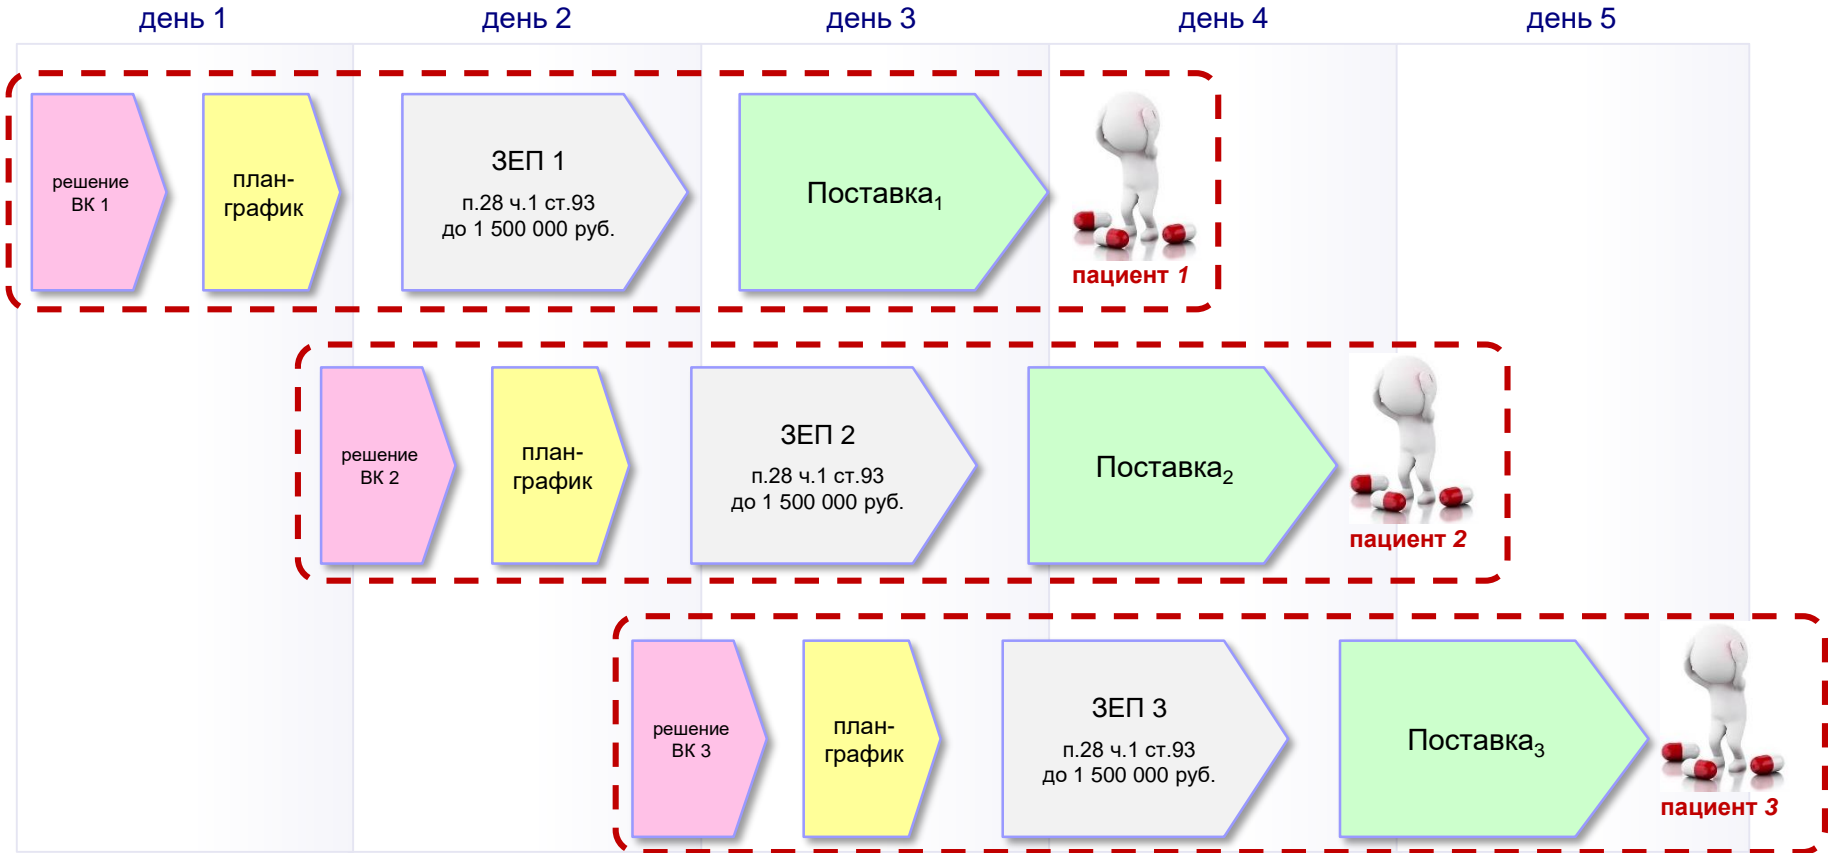 день 1
день 2
день 3
день 4
день 5
решение
ВК 1
план-
график
ЗЕП 1
п.28 ч.1 ст.93
до 1 500 000 руб.
Поставка1
пациент 1
решение
ВК 2
план-
график
ЗЕП 2
п.28 ч.1 ст.93
до 1 500 000 руб.
Поставка2
пациент 2
решение
ВК 3
план-
график
ЗЕП 3
п.28 ч.1 ст.93
до 1 500 000 руб.
Поставка3
пациент 3